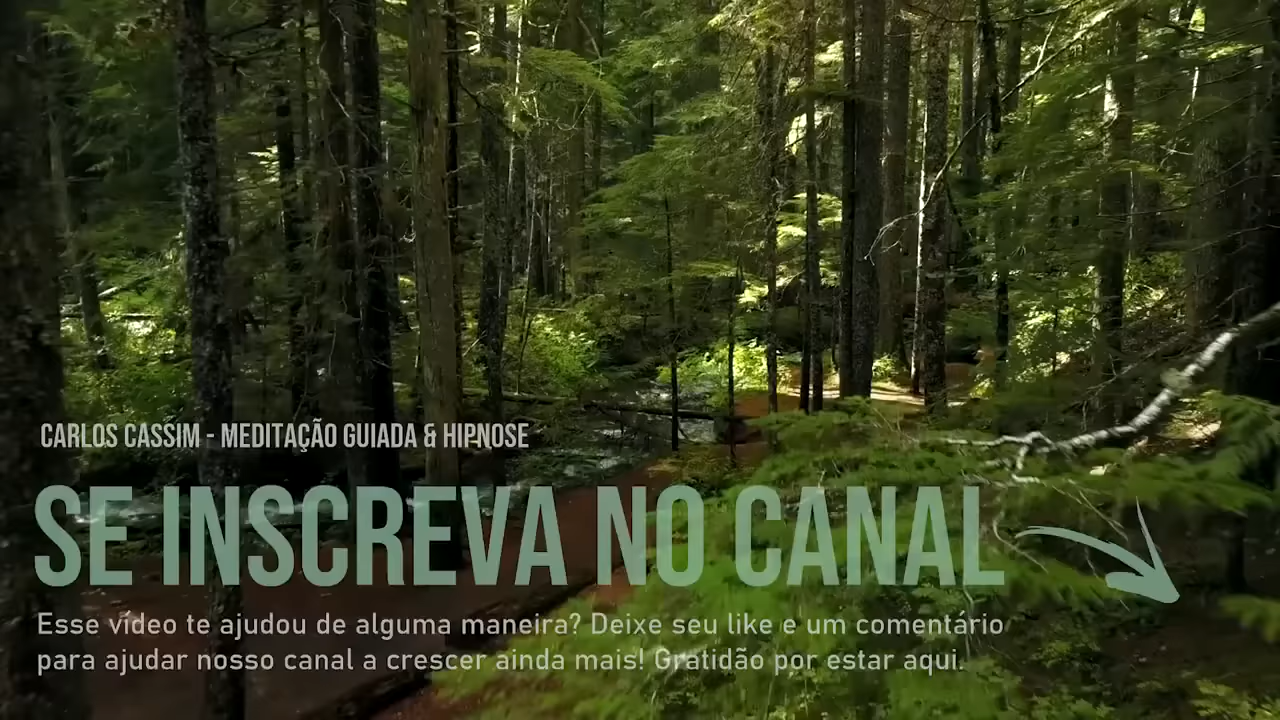 CARLOS CASSIM - MEDITAÇÃO GUIADA & HIPNOSE
SE INSCREVA NO CANAL
Esse vídeo te ajudou de alguma maneira? Deixe seu like e um comentário
para ajudar nosso canal a crescer ainda mais! Gratidão por estar aqui.